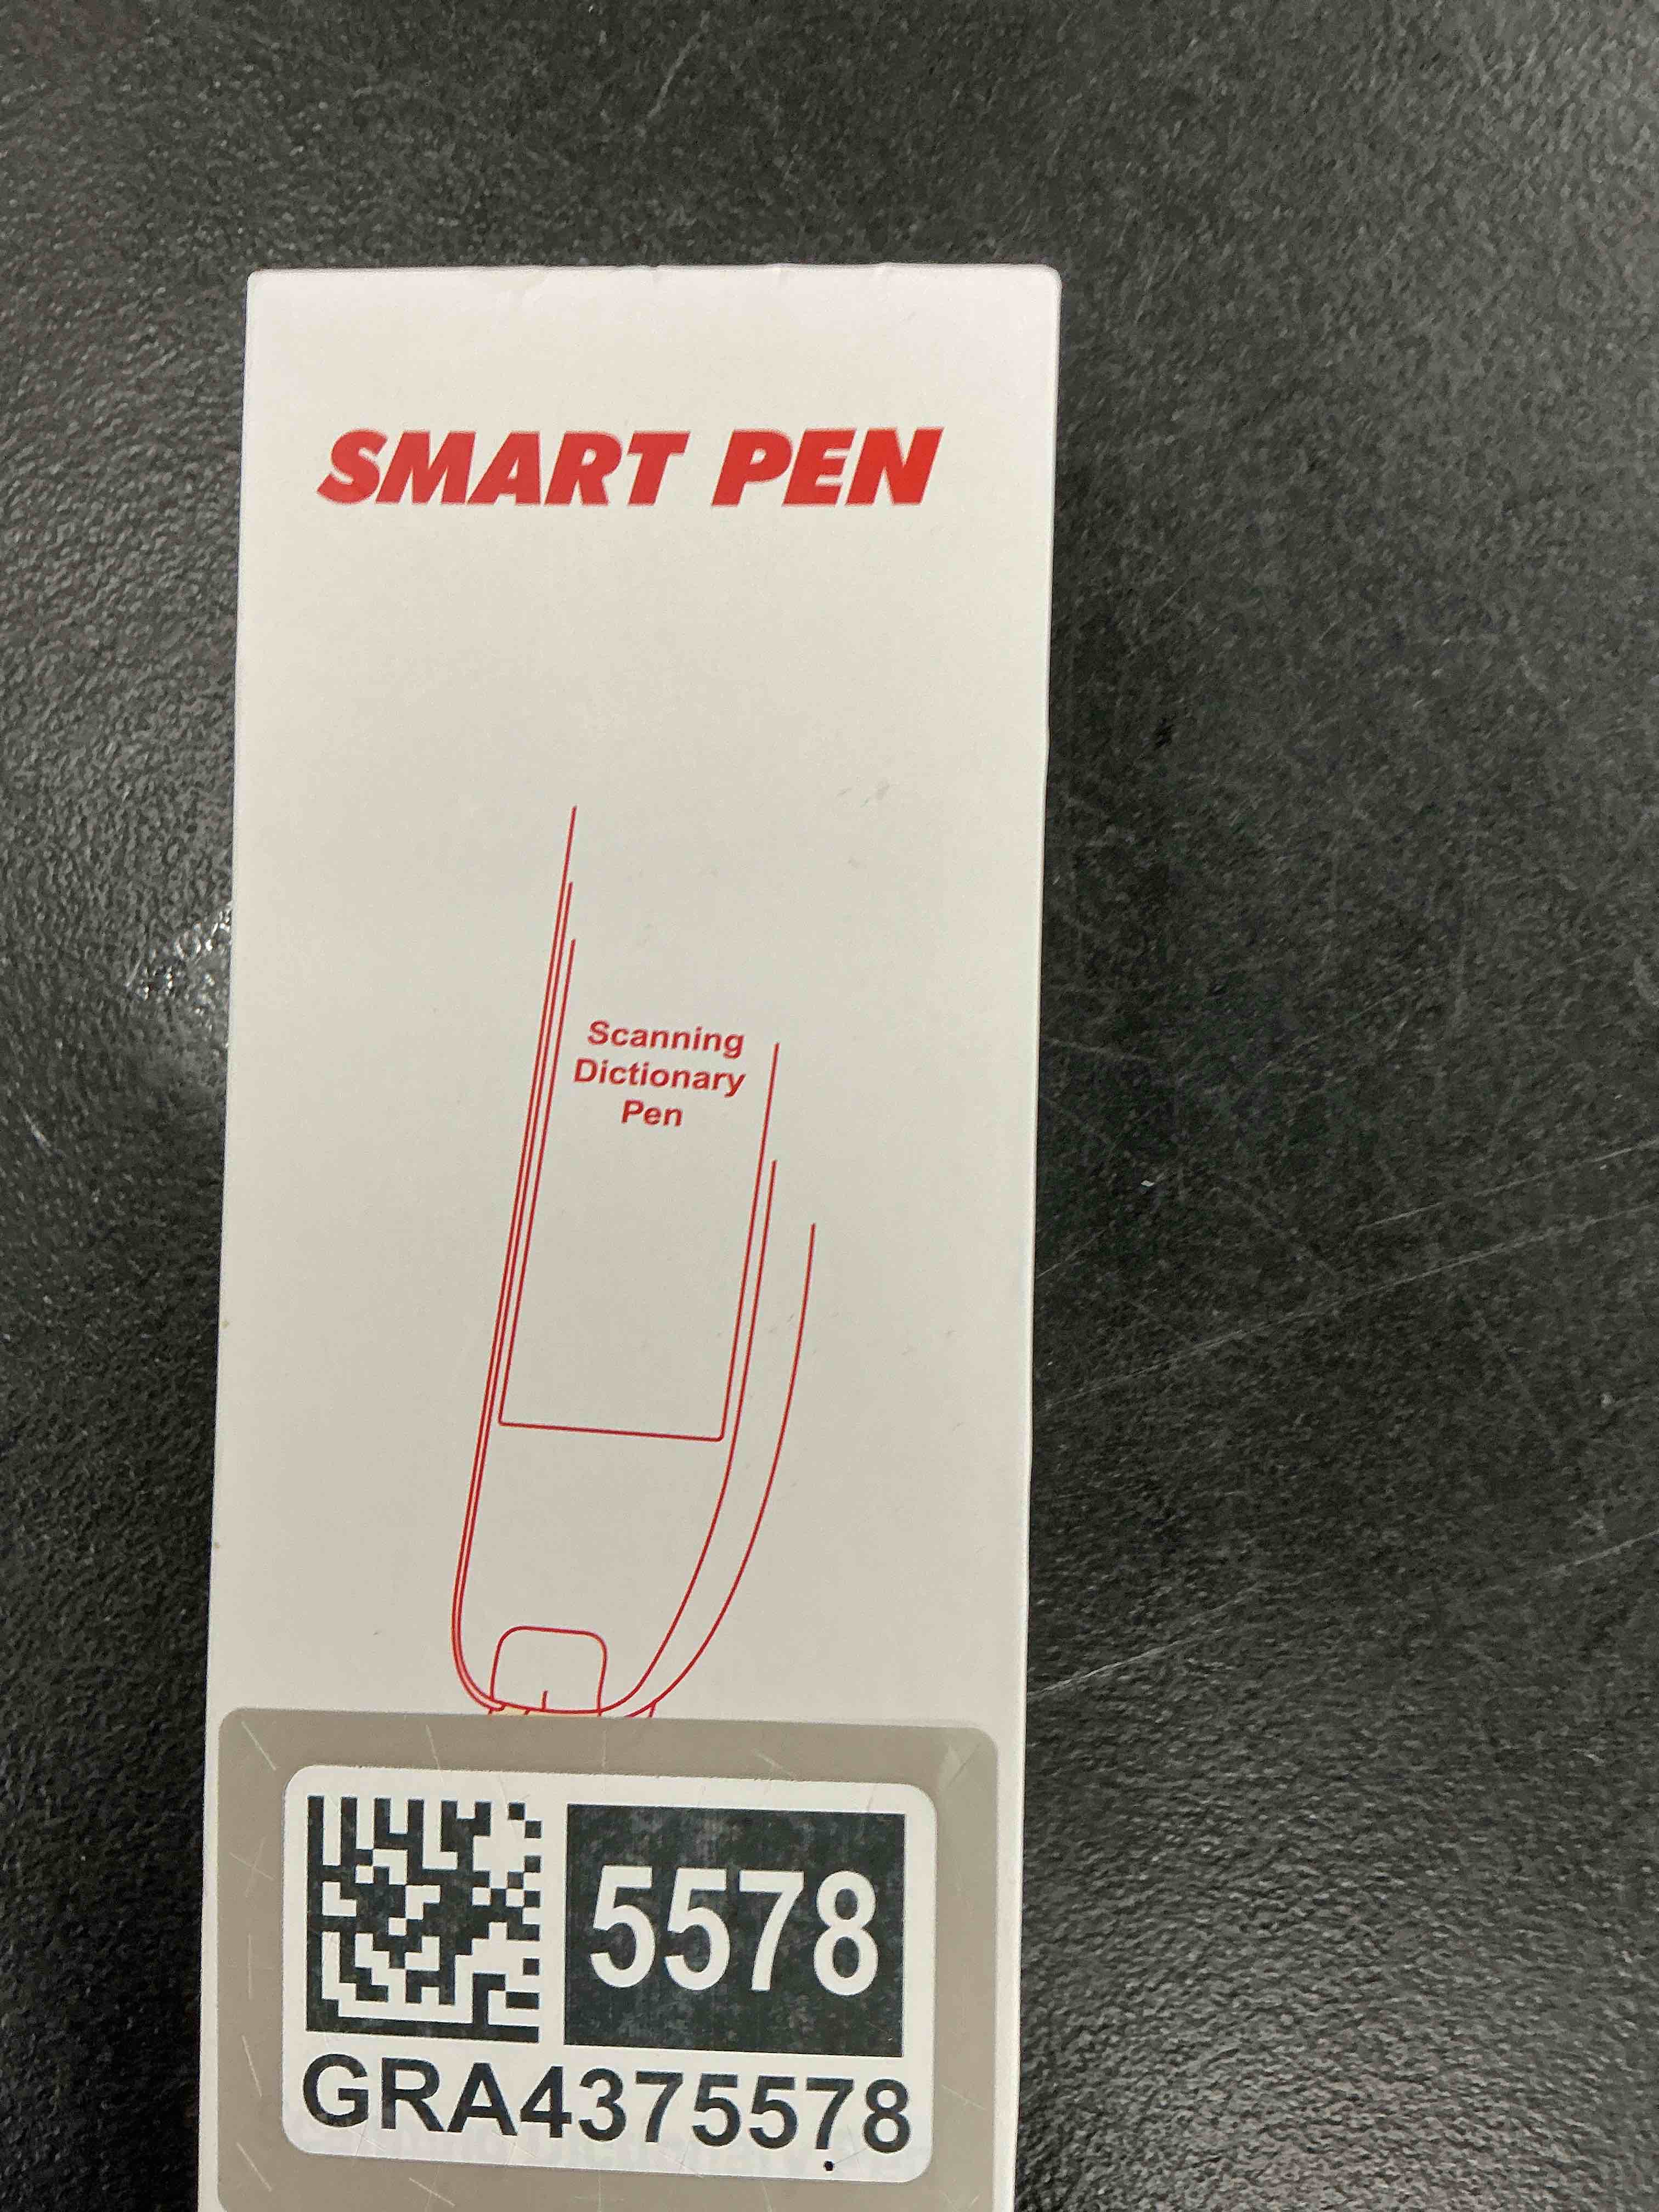 SMART PEN
Scanning
Dictionary
Pen
5578
GRA4375578